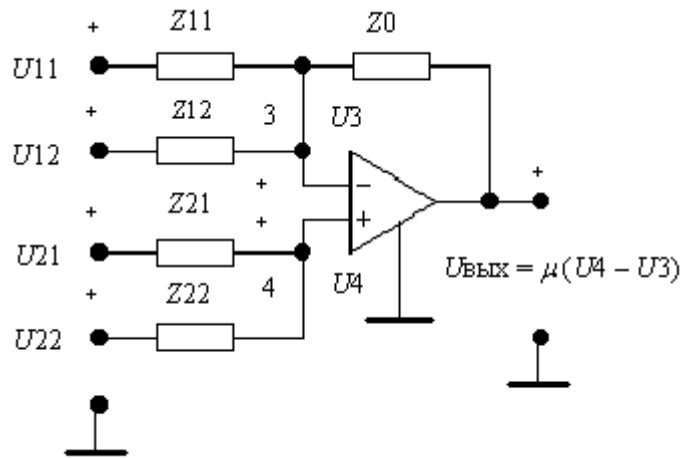 + Z11 Z0
U11
+ Z12 3 U3
U12
−
+ Z21 +
+ +
U21
4 U4 Uвых = μ(U4 − U3)
+ Z22
U22
+